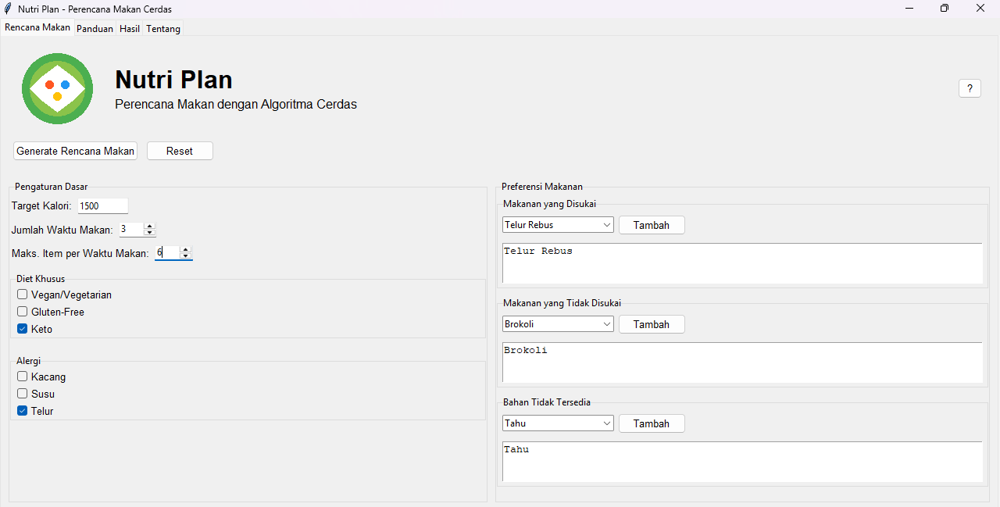 Nutri Plan - Perencana Makan Cerdas
Rencana Makan Panduan Hasil Tentang
Nutri Plan
Perencana Makan dengan Algoritma Cerdas
?
Generate Rencana Makan Reset
Pengaturan Dasar
Target Kalori: 1500
Jumlah Waktu Makan: 3
Maks. Item per Waktu Makan: 6
Diet Khusus
Vegan/Vegetarian
Gluten-Free
Keto
Alergi
Kacang
Susu
Telur
Preferensi Makanan
Makanan yang Disukai
Telur Rebus Tambah
Telur Rebus
Makanan yang Tidak Disukai
Brokoli Tambah
Brokoli
Bahan Tidak Tersedia
Tahu Tambah
Tahu